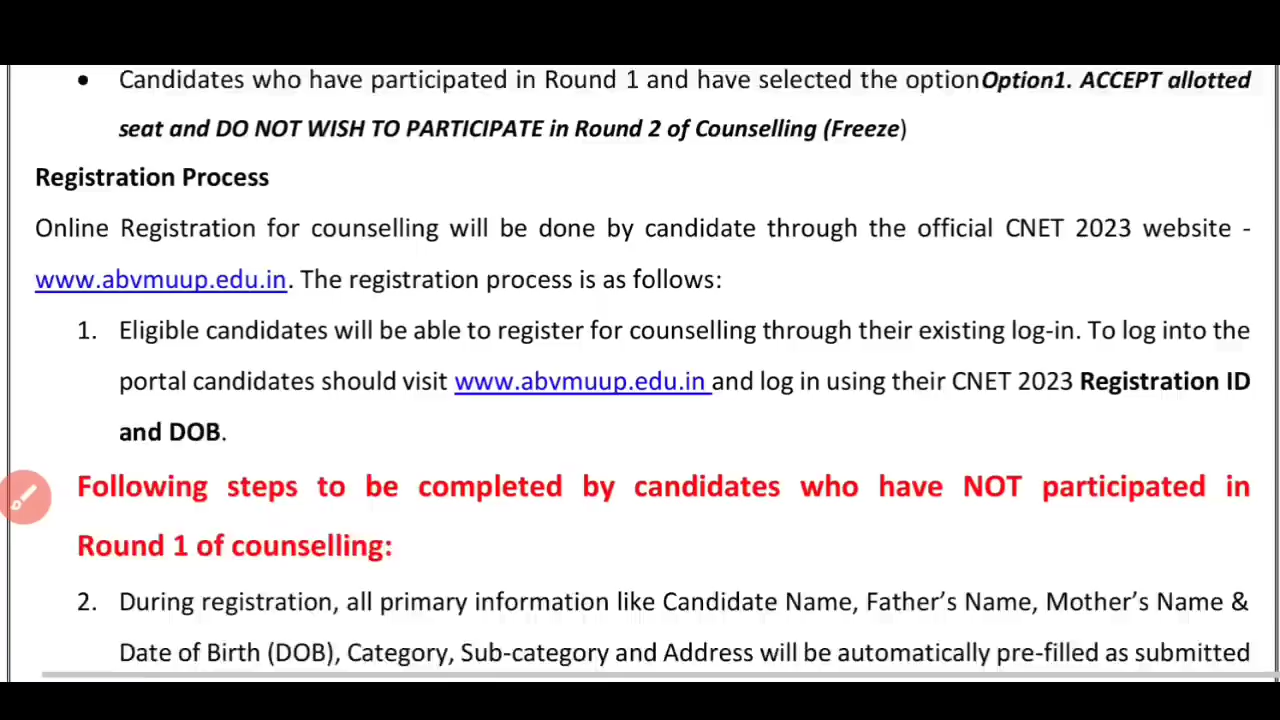 • Candidates who have participated in Round 1 and have selected the optionOption1. ACCEPT allotted
seat and DO NOT WISH TO PARTICIPATE in Round 2 of Counselling (Freeze)
Registration Process
Online Registration for counselling will be done by candidate through the official CNET 2023 website -
www.abvmuup.edu.in. The registration process is as follows:
1. Eligible candidates will be able to register for counselling through their existing log-in. To log into the
portal candidates should visit www.abvmuup.edu.in and log in using their CNET 2023 Registration ID
and DOB.
Following steps to be completed by candidates who have NOT participated in
Round 1 of counselling:
2. During registration, all primary information like Candidate Name, Father’s Name, Mother’s Name &
Date of Birth (DOB), Category, Sub-category and Address will be automatically pre-filled as submitted